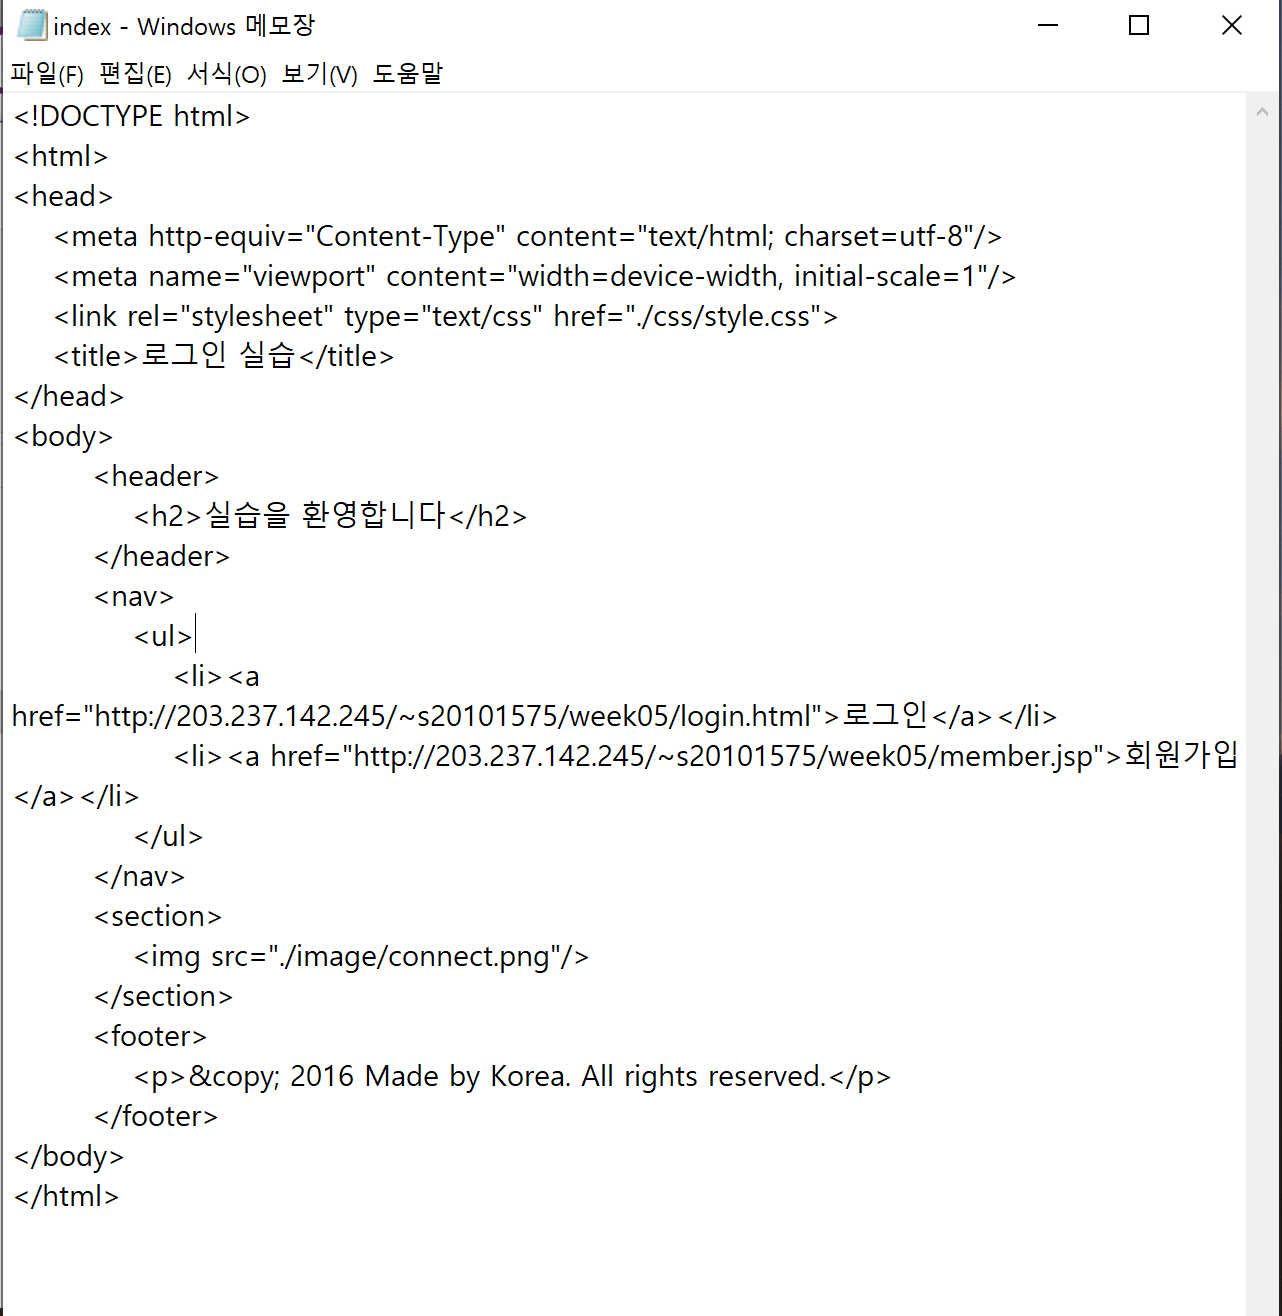 index - Windows 메모장
파일(F) 편집(E) 서식(O) 보기(V) 도움말
<!DOCTYPE html>
<html>
<head>
<meta http-equiv="Content-Type" content="text/html; charset=utf-8"/>
<meta name="viewport" content="width=device-width, initial-scale=1"/>
<link rel="stylesheet" type="text/css" href="./css/style.css">
<title>로그인 실습</title>
</head>
<body>
<header>
<h2>실습을 환영합니다</h2>
</header>
<nav>
<ul>
<li><a
href="http://203.237.142.245/~s20101575/week05/login.html">로그인</a></li>
<li><a href="http://203.237.142.245/~s20101575/week05/member.jsp">회원가입
</a></li>
</ul>
</nav>
<section>
<img src="./image/connect.png"/>
</section>
<footer>
<p>&copy; 2016 Made by Korea. All rights reserved.</p>
</footer>
</body>
</html>